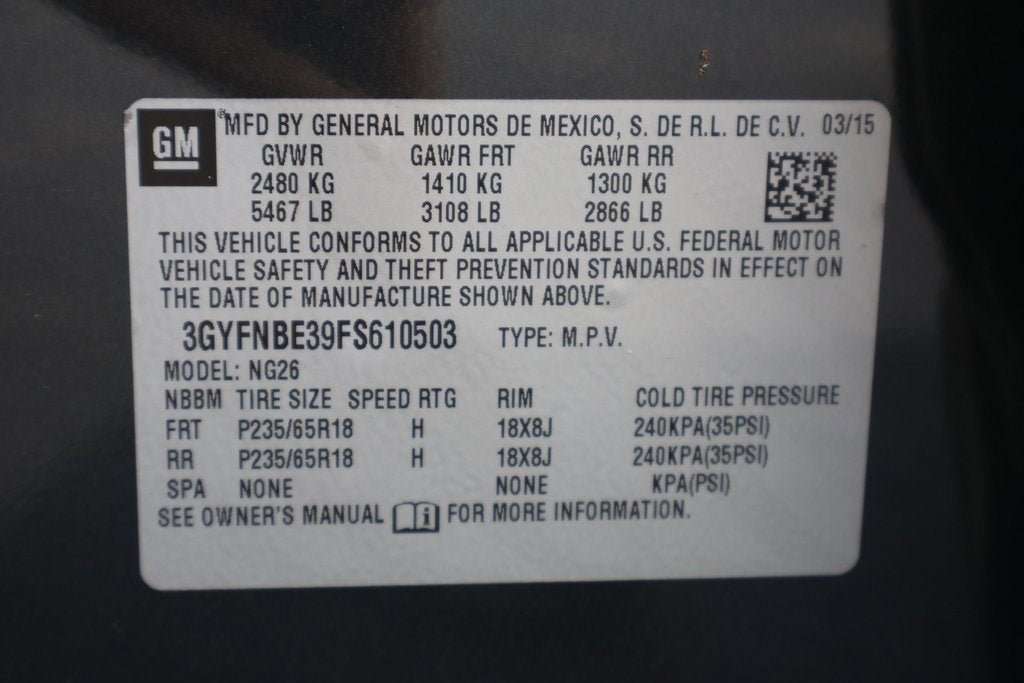 GM ® MFD BY GENERAL MOTORS DE MEXICO, S. DE R.L. DE C.V. 03/15
GVWR GAWR FRT GAWR RR
2480 KG 1410 KG 1300 KG
5467 LB 3108 LB 2866 LB
THIS VEHICLE CONFORMS TO ALL APPLICABLE U.S. FEDERAL MOTOR
VEHICLE SAFETY AND THEFT PREVENTION STANDARDS IN EFFECT ON
THE DATE OF MANUFACTURE SHOWN ABOVE.
3GYFNBE39FS610503 TYPE: M.P.V.
MODEL: NG26
NBBM TIRE SIZE SPEED RTG RIM COLD TIRE PRESSURE
FRT P235/65R18 H 18X8J 240KPA(35PSI)
RR P235/65R18 H 18X8J 240KPA(35PSI)
SPA NONE NONE KPA(PSI)
SEE OWNER'S MANUAL i FOR MORE INFORMATION.